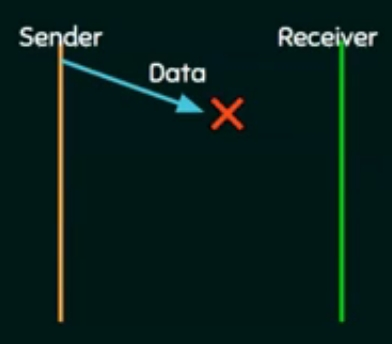 Sender
Receiver
Data